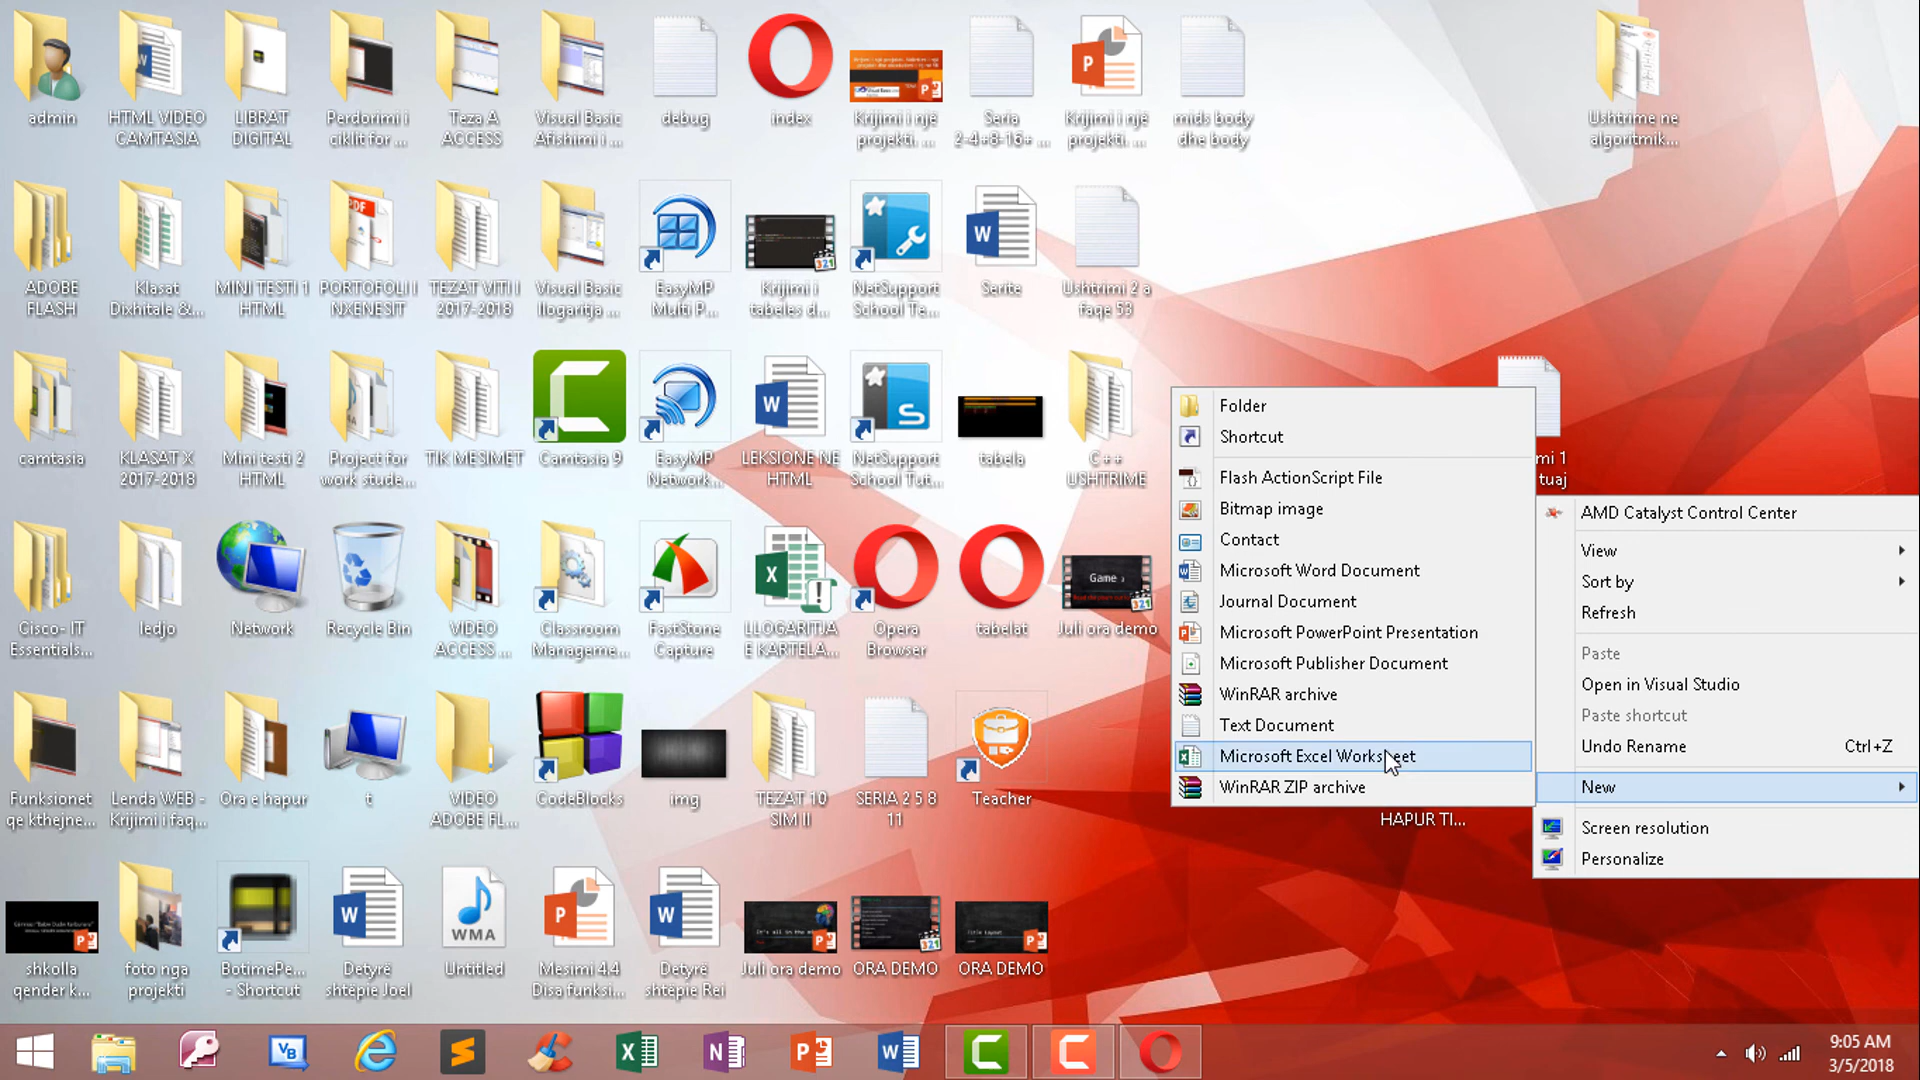 admin
HTML VIDEO
CAMTASIA
LIBRAT
DIGITAL
Perdorimi i
ciklit for ...
Teza A
ACCESS
Visual Basic
Afishimi i ...
debug
index
Krijimi i një
projekti. ...
Seria
2-4+8-16+ ...
Krijimi i një
projekti. ...
mids body
dhe body
Ushtrime ne
algoritmik...
ADOBE
FLASH
Klasat
Dixhitale &...
MINI TESTI 1
HTML
PORTOFOLI I
NXENESIT
TEZAT VITI I
2017-2018
Visual Basic
llogaritja ...
EasyMP
Multi P...
Krijimi i
tabeles d...
NetSupport
School Te...
Serite
Ushtrimi 2 a
faqe 53
camtasia
KLASAT X
2017-2018
Mini testi 2
HTML
Project for
work stude...
TIK MESIMET
Camtasia 9
EasyMP
Network...
LEKSIONE NE
HTML
NetSupport
School Tut...
tabela
C++
USHTRIME
mi 1
tuaj
Cisco- IT
Essentials...
ledjo
Network
Recycle Bin
VIDEO
ACCESS ...
Classroom
Manageme...
FastStone
Capture
LLOGARITJA
E KARTELA...
Opera
Browser
tabelat
Game
Juli ora demo
Funksionet
qe kthejne...
Lenda WEB -
Krijimi i faq...
Ora e hapur
t
VIDEO
ADOBE FL...
CodeBlocks
img
TEZAT 10
SIM II
SERIA 2 5 8
11
Teacher
HAPUR TI...
shkolla
qender k...
foto nga
projekti
BotimePe...
- Shortcut
Detyrë
shtëpie Joel
WMA
Untitled
Mesimi 4.4
Disa funksi...
Detyrë
shtëpie Rei
Juli ora demo
ORA DEMO
ORA DEMO
Folder
Shortcut
Flash ActionScript File
Bitmap image
Contact
Microsoft Word Document
Journal Document
Microsoft PowerPoint Presentation
Microsoft Publisher Document
WinRAR archive
Text Document
Microsoft Excel Worksheet
WinRAR ZIP archive
AMD Catalyst Control Center
View
Sort by
Refresh
Paste
Open in Visual Studio
Paste shortcut
Undo Rename Ctrl+Z
New
Screen resolution
Personalize
9:05 AM
3/5/2018